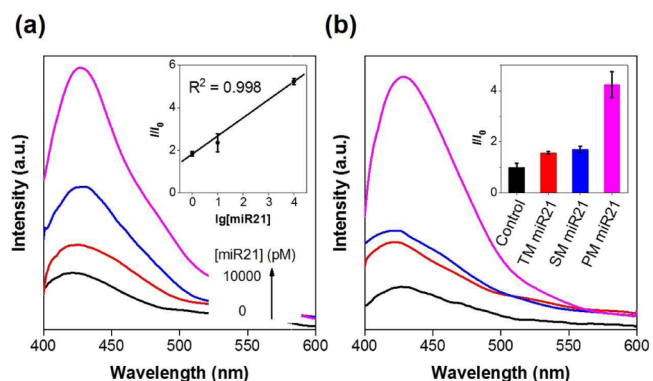 (a)
Intensity (a.u.)
Wavelength (nm)
400
450
500
550
600
I/I0
6
4
2
0
R² = 0.998
0
1
2
3
4
lg[miR21]
[miR21] (pM)
10000
0
(b)
Intensity (a.u.)
Wavelength (nm)
400
450
500
550
600
I/I0
6
4
2
0
Control
TM miR21
SM miR21
PM miR21